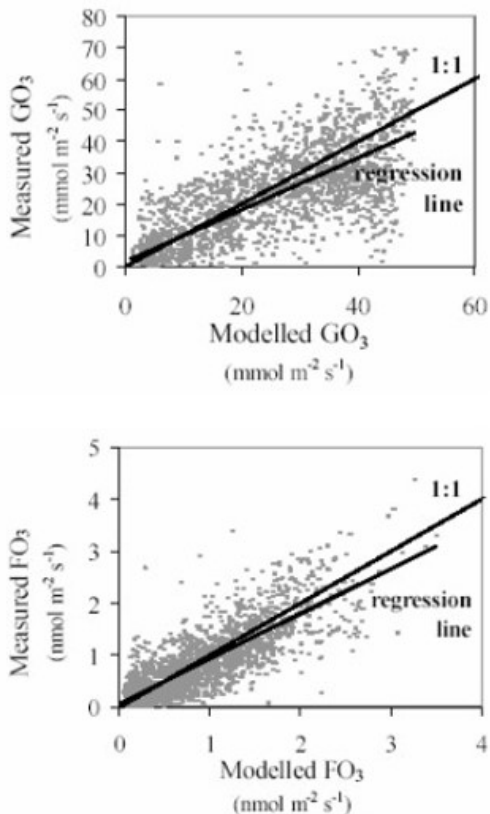 80
70
60
50
40
30
20
10
0
Measured GO₃
(mmol m⁻² s⁻¹)
1:1
regression
line
0 20 40 60
Modelled GO₃
(mmol m⁻² s⁻¹)
5
4
3
2
1
0
Measured FO₃
(nmol m⁻² s⁻¹)
1:1
regression
line
0 1 2 3 4
Modelled FO₃
(nmol m⁻² s⁻¹)